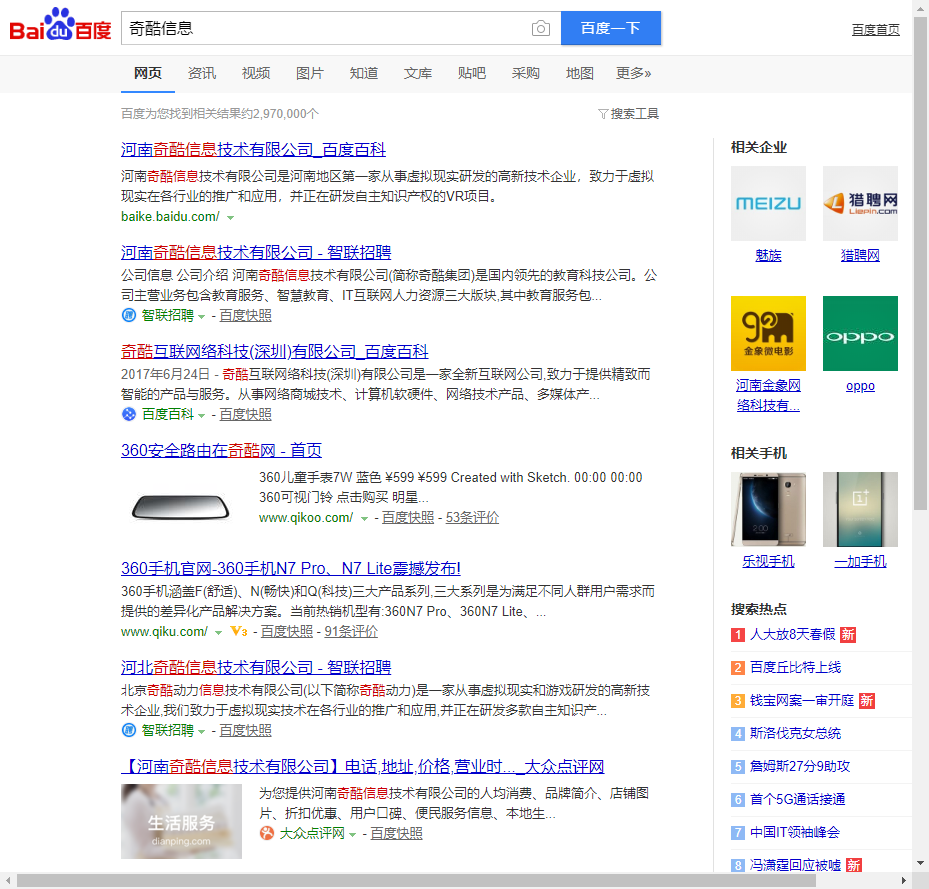 Bai du 百度
奇酷信息
百度一下
百度首页
网页 资讯 视频 图片 知道 文库 贴吧 采购 地图 更多»
百度为您找到相关结果约2,970,000个
搜索工具
河南奇酷信息技术有限公司_百度百科
河南奇酷信息技术有限公司是河南地区第一家从事虚拟现实研发的高新技术企业，致力于虚拟
现实在各行业的推广和应用，并正在研发自主知识产权的VR项目。
baike.baidu.com/
河南奇酷信息技术有限公司 - 智联招聘
公司信息 公司介绍 河南奇酷信息技术有限公司(简称奇酷集团)是国内领先的教育科技公司。公
司主营业务包含教育服务、智慧教育、IT互联网人力资源三大版块,其中教育服务包...
智联招聘 - 百度快照
奇酷互联网络科技(深圳)有限公司_百度百科
2017年6月24日 - 奇酷互联网络科技(深圳)有限公司是一家全新互联网公司,致力于提供精致而
智能的产品与服务。从事网络商城技术、计算机软硬件、网络技术产品、多媒体产...
百度百科 - 百度快照
360安全路由在奇酷网 - 首页
360儿童手表7W 蓝色 ¥599 ¥599 Created with Sketch. 00:00 00:00
360可视门铃 点击购买 明星...
www.qikoo.com/ - 百度快照 - 53条评价
360手机官网-360手机N7 Pro、N7 Lite震撼发布!
360手机涵盖F(舒适)、N(畅快)和Q(科技)三大产品系列,三大系列是为满足不同人群用户需求而
提供的差异化产品解决方案。当前热销机型有:360N7 Pro、360N7 Lite、...
www.qiku.com/ V3 - 百度快照 - 91条评价
河北奇酷信息技术有限公司 - 智联招聘
北京奇酷动力信息技术有限公司(以下简称奇酷动力)是一家从事虚拟现实和游戏研发的高新技
术企业,我们致力于虚拟现实技术在各行业的推广和应用,并正在研发多款自主知识产...
智联招聘 - 百度快照
【河南奇酷信息技术有限公司】电话,地址,价格,营业时..._大众点评网
生活服务
dianping.com
为您提供河南奇酷信息技术有限公司的人均消费、品牌简介、店铺图
片、折扣优惠、用户口碑、便民服务信息、本地生...
大众点评网 - 百度快照
相关企业
MEIZU
猎聘网
Liepin.com
魅族 猎聘网
金象微电影
oppo
河南金象网
络科技有...
oppo
相关手机
乐视手机 一加手机
搜索热点
1 人大放8天春假 新
2 百度丘比特上线
3 钱宝网案一审开庭 新
4 斯洛伐克女总统
5 詹姆斯27分9助攻
6 首个5G通话接通
7 中国IT领袖峰会
8 冯潇霆回应被嘘 新